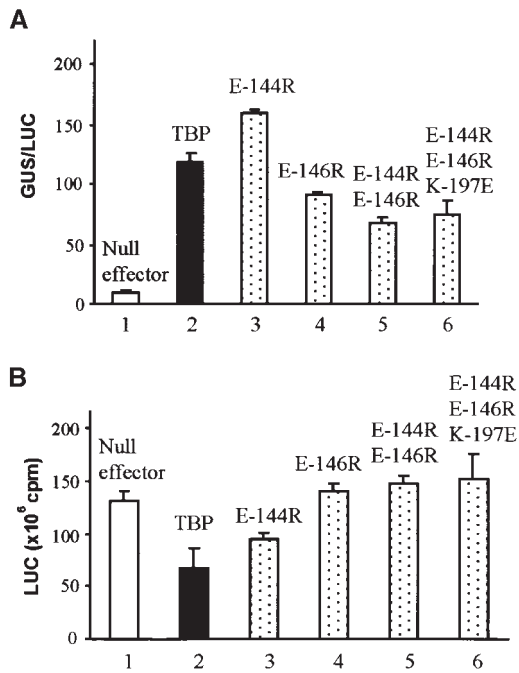 A
GUS/LUC
200
150
100
50
0
Null
effector
TBP
E-144R
E-146R
E-144R
E-146R
E-144R
E-146R
K-197E
1 2 3 4 5 6
B
LUC (x10⁶ cpm)
200
150
100
50
0
Null
effector
TBP
E-144R
E-146R
E-144R
E-146R
E-144R
E-146R
K-197E
1 2 3 4 5 6